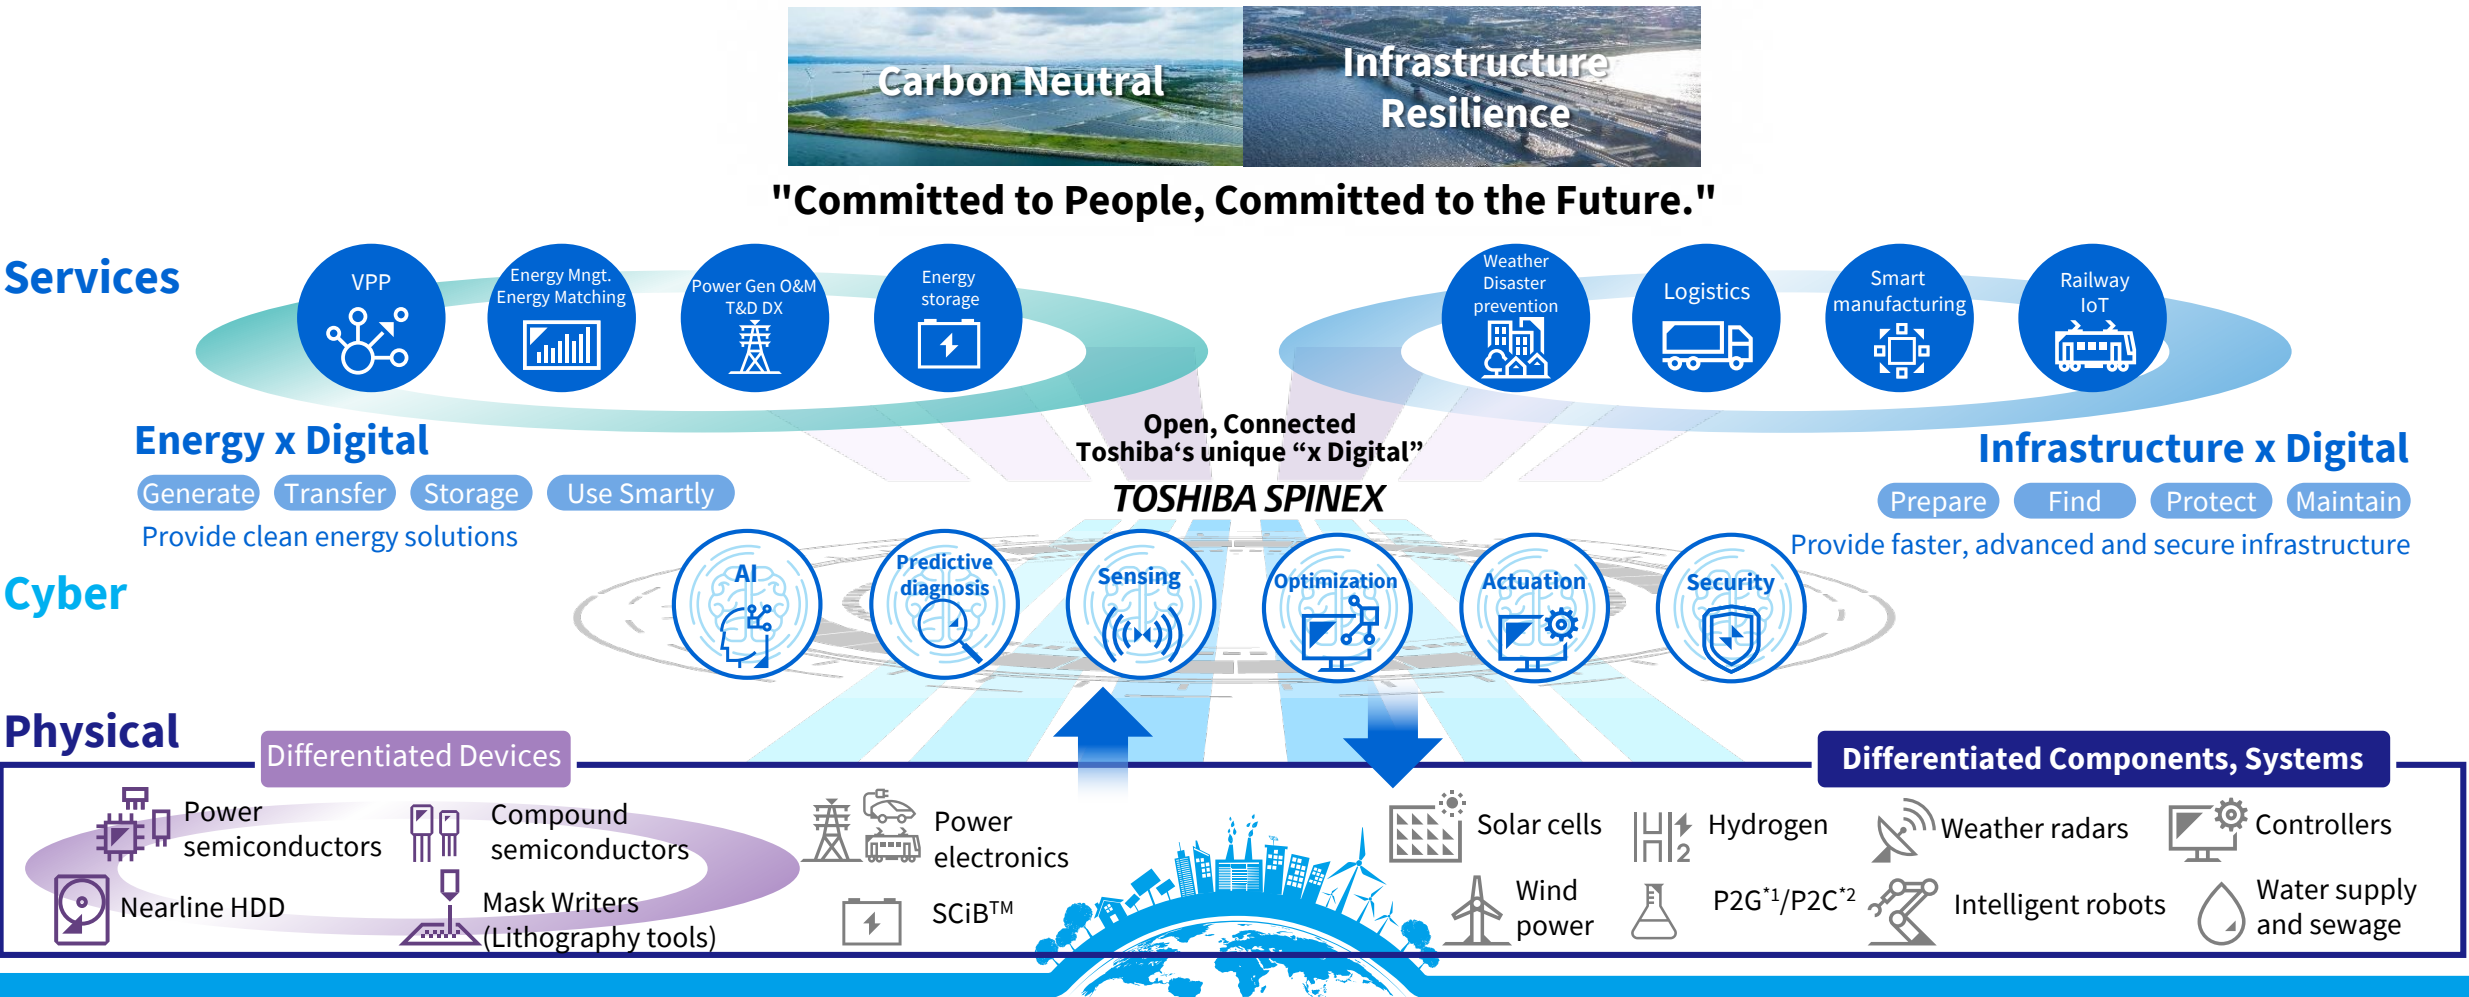 Carbon Neutral
Infrastructure
Resilience
"Committed to People, Committed to the Future."
Services
VPP
Energy Mngt.
Energy Matching
Power Gen O&M
T&D DX
Energy
storage
Weather
Disaster
prevention
Logistics
Smart
manufacturing
Railway
IoT
Energy x Digital
Generate
Transfer
Storage
Use Smartly
Provide clean energy solutions
Open, Connected
Toshiba‘s unique “x Digital”
TOSHIBA SPINEX
Infrastructure x Digital
Prepare
Find
Protect
Maintain
Provide faster, advanced and secure infrastructure
Cyber
AI
Predictive
diagnosis
Sensing
Optimization
Actuation
Security
Physical
Differentiated Devices
Differentiated Components, Systems
Power
semiconductors
Compound
semiconductors
Nearline HDD
Mask Writers
(Lithography tools)
Power
electronics
SCiB™
Solar cells
H2
Hydrogen
Weather radars
Controllers
Wind
power
P2G*1/P2C*2
Intelligent robots
Water supply
and sewage